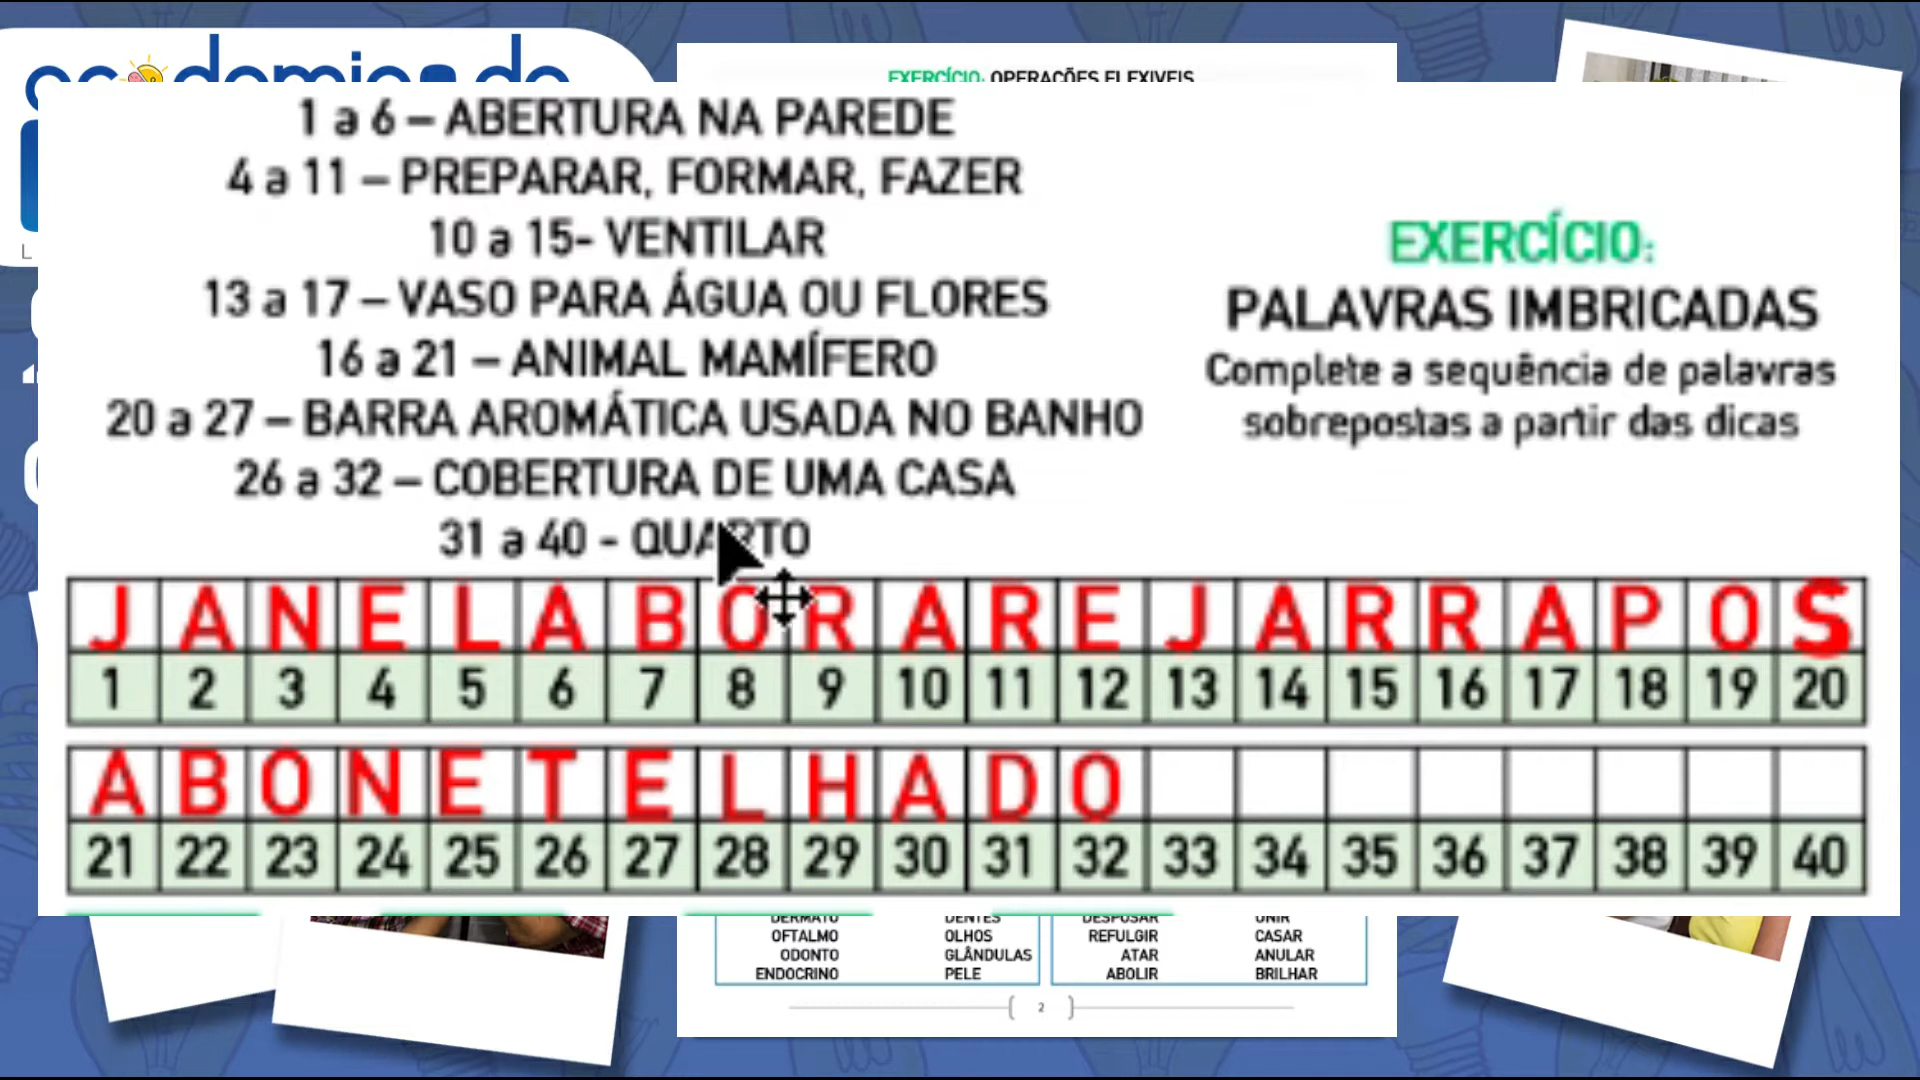 EXERCÍCIO: OPERAÇÕES FLEXIVEIS
1 a 6 – ABERTURA NA PAREDE
4 a 11 – PREPARAR, FORMAR, FAZER
10 a 15- VENTILAR
13 a 17 – VASO PARA ÁGUA OU FLORES
16 a 21 – ANIMAL MAMÍFERO
20 a 27 – BARRA AROMÁTICA USADA NO BANHO
26 a 32 – COBERTURA DE UMA CASA
31 a 40 - QUARTO
EXERCÍCIO:
PALAVRAS IMBRICADAS
Complete a sequência de palavras
sobrepostas a partir das dicas
J A N E L A B O R A R E J A R R A P O S
1 2 3 4 5 6 7 8 9 10 11 12 13 14 15 16 17 18 19 20
A B O N E T E L H A D O
21 22 23 24 25 26 27 28 29 30 31 32 33 34 35 36 37 38 39 40
DERMATO DENTES
OFTALMO OLHOS
ODONTO GLÂNDULAS
ENDOCRINO PELE
DESPOSAR UNIR
REFULGIR CASAR
ATAR ANULAR
ABOLIR BRILHAR
2